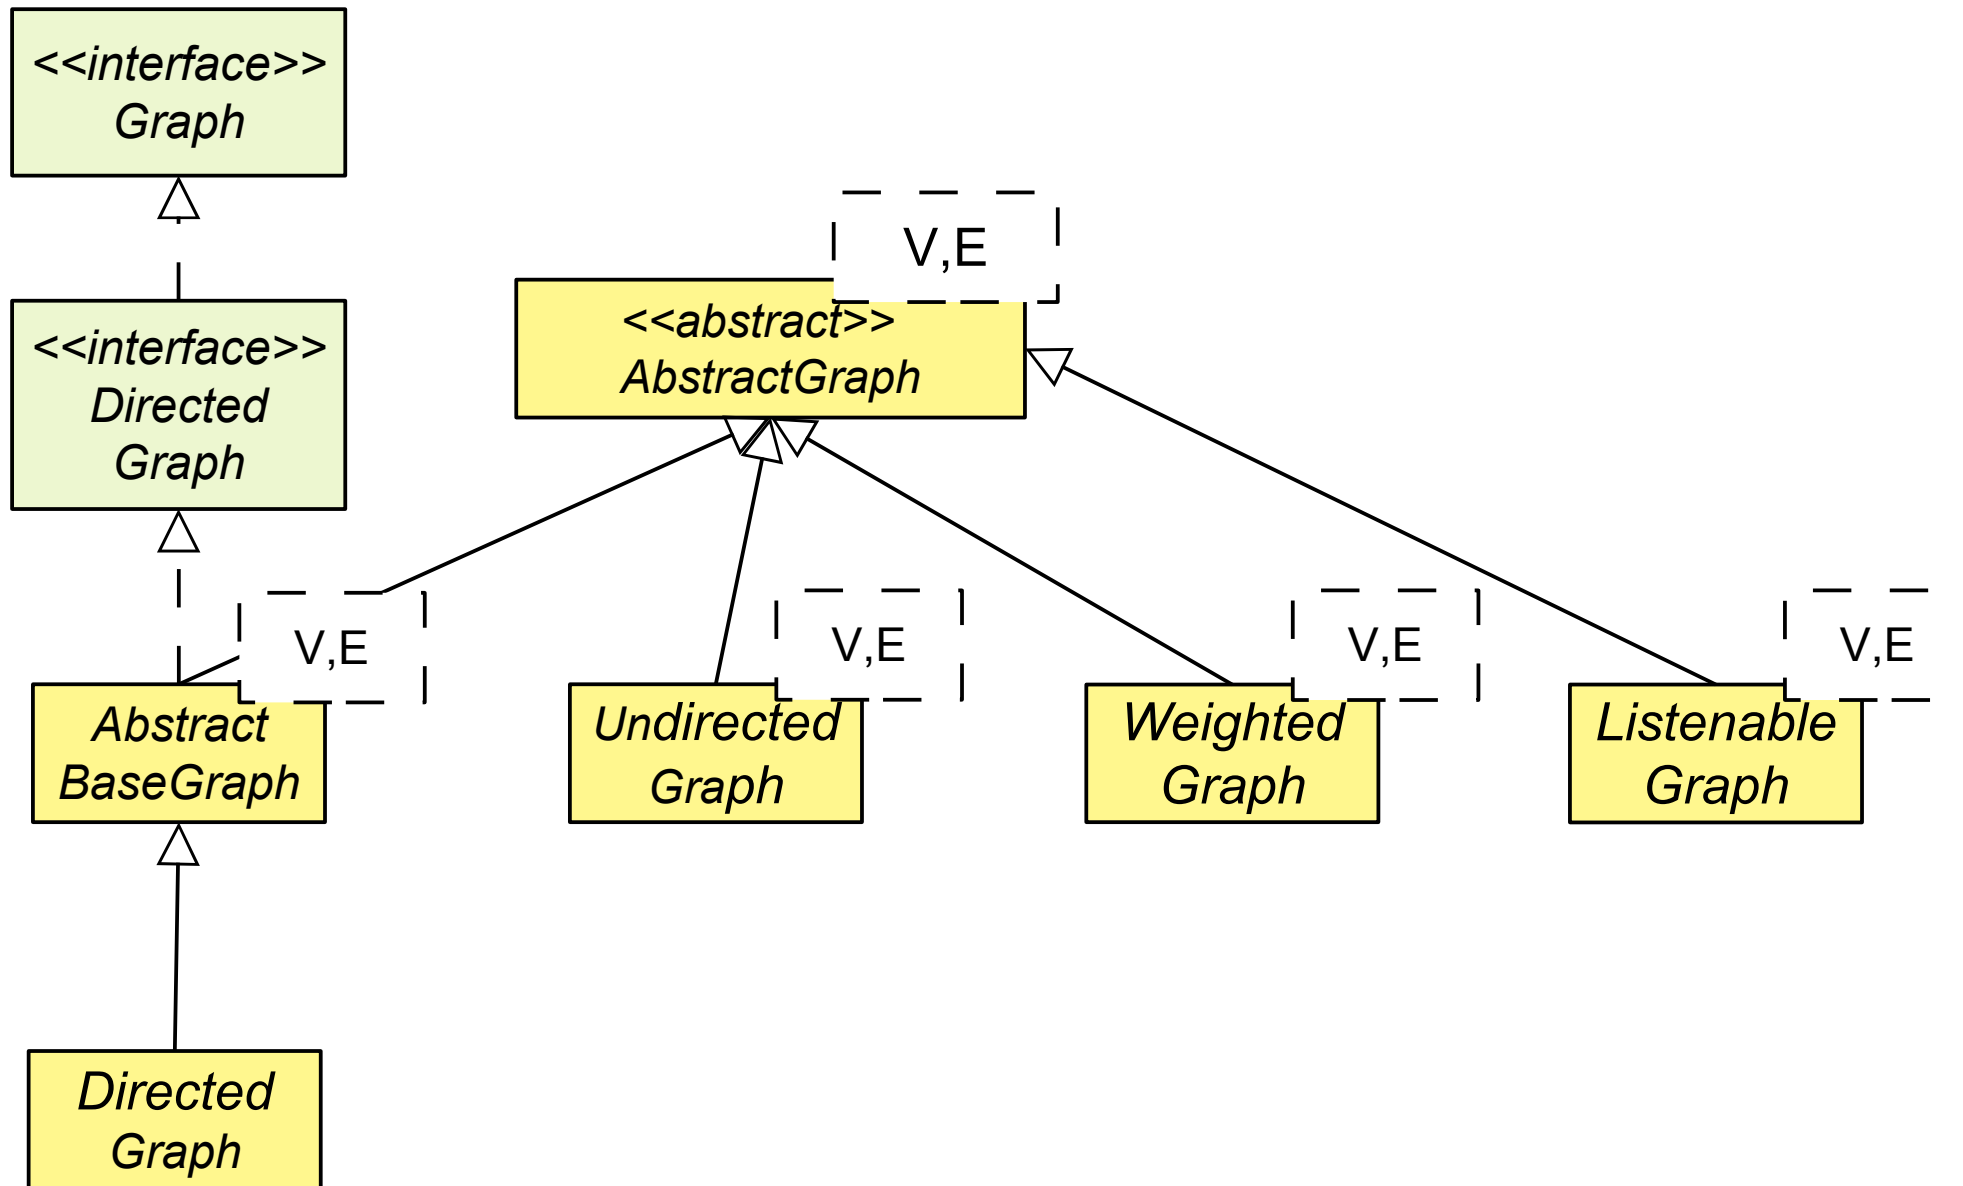 <<interface>>
Graph
V,E
<<interface>>
Directed
Graph
<<abstract>>
AbstractGraph
V,E
V,E
V,E
V,E
Abstract
BaseGraph
Undirected
Graph
Weighted
Graph
Listenable
Graph
Directed
Graph